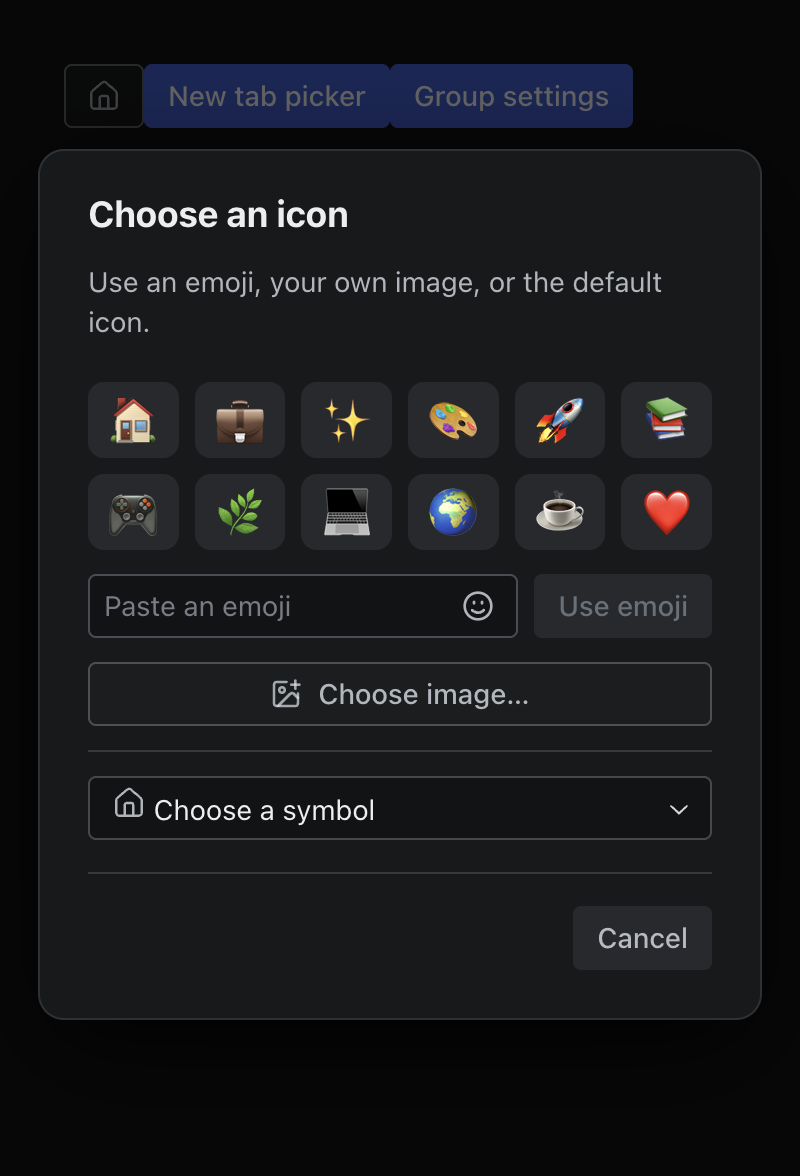 New tab picker
Group settings
Choose an icon
Use an emoji, your own image, or the default
icon.
Paste an emoji
Use emoji
Choose image...
Choose a symbol
Cancel